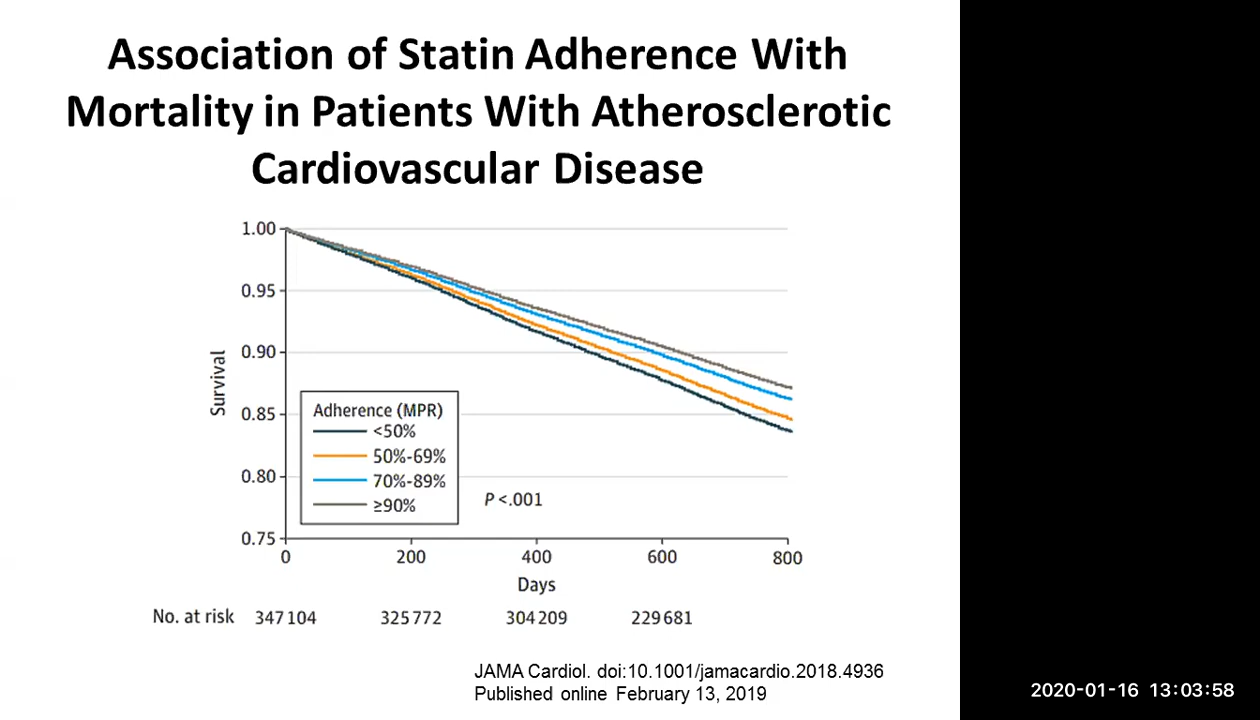 Association of Statin Adherence With
Mortality in Patients With Atherosclerotic
Cardiovascular Disease
1.00
0.95
0.90
0.85
0.80
0.75
Survival
Adherence (MPR)
<50%
50%-69%
70%-89%
≥90%
P <.001
0 200 400 600 800
Days
No. at risk 347104 325772 304209 229681
JAMA Cardiol. doi:10.1001/jamacardio.2018.4936
Published online February 13, 2019
2020-01-16 13:03:58